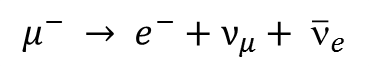 μ⁻ → e⁻ + ν_μ + ν̅_e